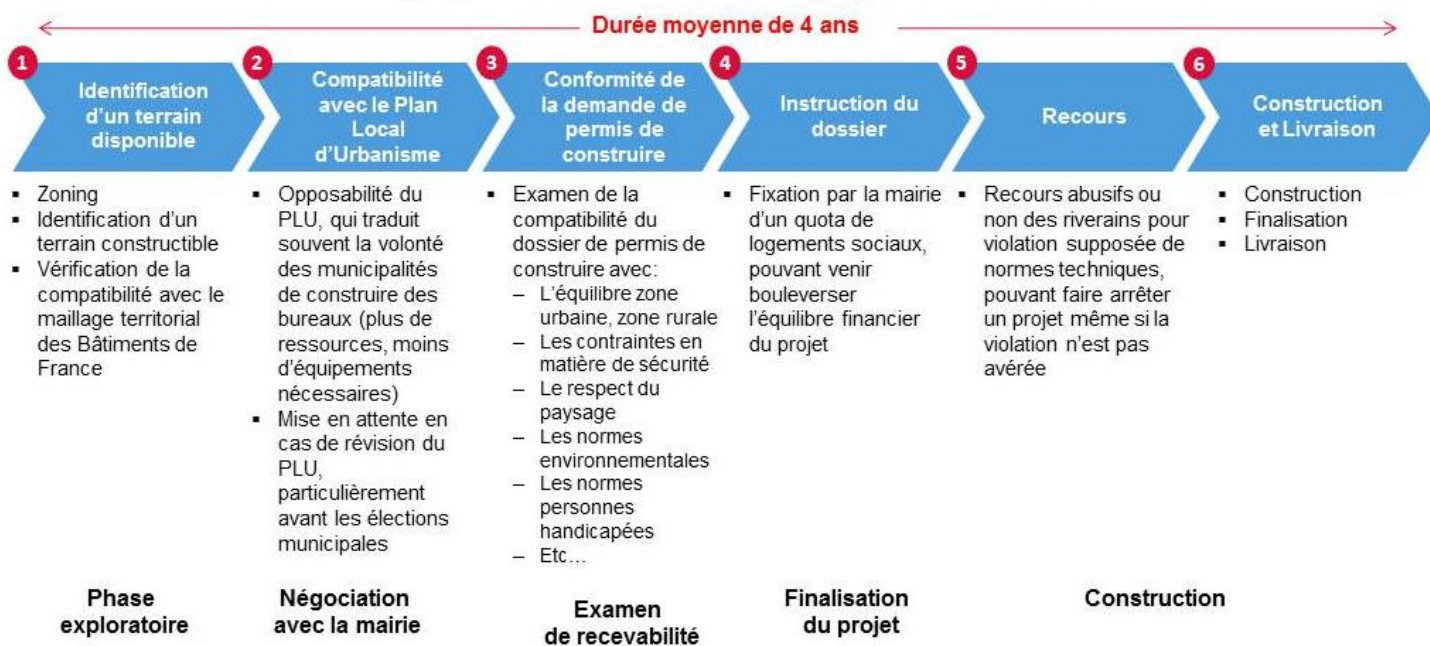 Durée moyenne de 4 ans
1
Identification
d'un terrain
disponible
2
Compatibilité
avec le Plan
Local
d'Urbanisme
3
Conformité de
la demande de
permis de
construire
4
Instruction du
dossier
5
Recours
6
Construction
et Livraison
▪ Zoning
▪ Identification d'un
terrain constructible
▪ Vérification de la
compatibilité avec le
maillage territorial
des Bâtiments de
France
▪ Opposabilité du
PLU, qui traduit
souvent la volonté
des municipalités
de construire des
bureaux (plus de
ressources, moins
d'équipements
nécessaires)
▪ Mise en attente en
cas de révision du
PLU,
particulièrement
avant les élections
municipales
▪ Examen de la
compatibilité du
dossier de permis de
construire avec:
– L'équilibre zone
urbaine, zone rurale
– Les contraintes en
matière de sécurité
– Le respect du
paysage
– Les normes
environnementales
– Les normes
personnes
handicapées
– Etc…
▪ Fixation par la mairie
d'un quota de
logements sociaux,
pouvant venir
bouleverser
l'équilibre financier
du projet
▪ Recours abusifs ou
non des riverains pour
violation supposée de
normes techniques,
pouvant faire arrêter
un projet même si la
violation n'est pas
avérée
▪ Construction
▪ Finalisation
▪ Livraison
Phase
exploratoire
Négociation
avec la mairie
Examen
de recevabilité
Finalisation
du projet
Construction